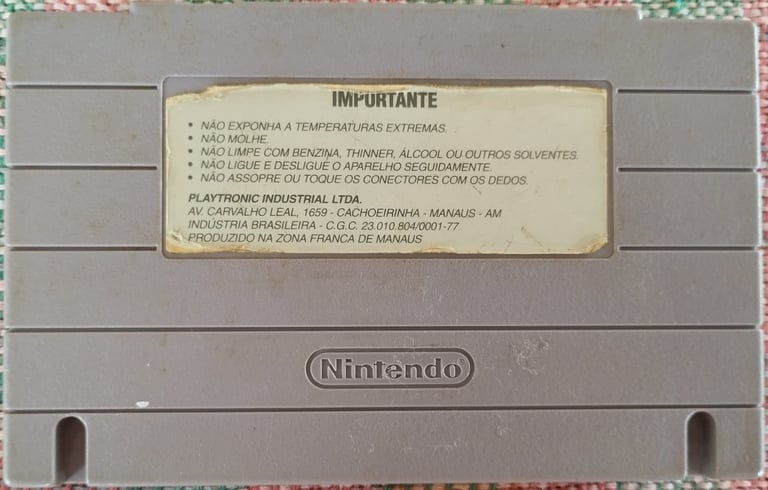 IMPORTANTE
• NÃO EXPONHA A TEMPERATURAS EXTREMAS.
• NÃO MOLHE.
• NÃO LIMPE COM BENZINA, THINNER, ÁLCOOL OU OUTROS SOLVENTES.
• NÃO LIGUE E DESLIGUE O APARELHO SEGUIDAMENTE.
• NÃO ASSOPRE OU TOQUE OS CONECTORES COM OS DEDOS.
PLAYTRONIC INDUSTRIAL LTDA.
AV. CARVALHO LEAL, 1659 - CACHOEIRINHA - MANAUS - AM
INDÚSTRIA BRASILEIRA - C.G.C. 23.010.804/0001-77
PRODUZIDO NA ZONA FRANCA DE MANAUS
Nintendo